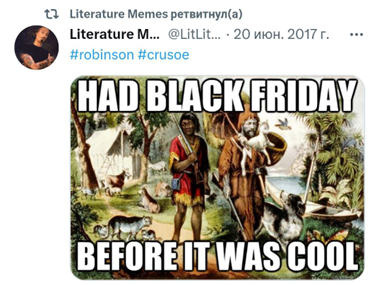 Literature Memes ретвитнул(а)
Literature M... @LitLit... · 20 июн. 2017 г.
#robinson #crusoe
HAD BLACK FRIDAY
BEFORE IT WAS COOL